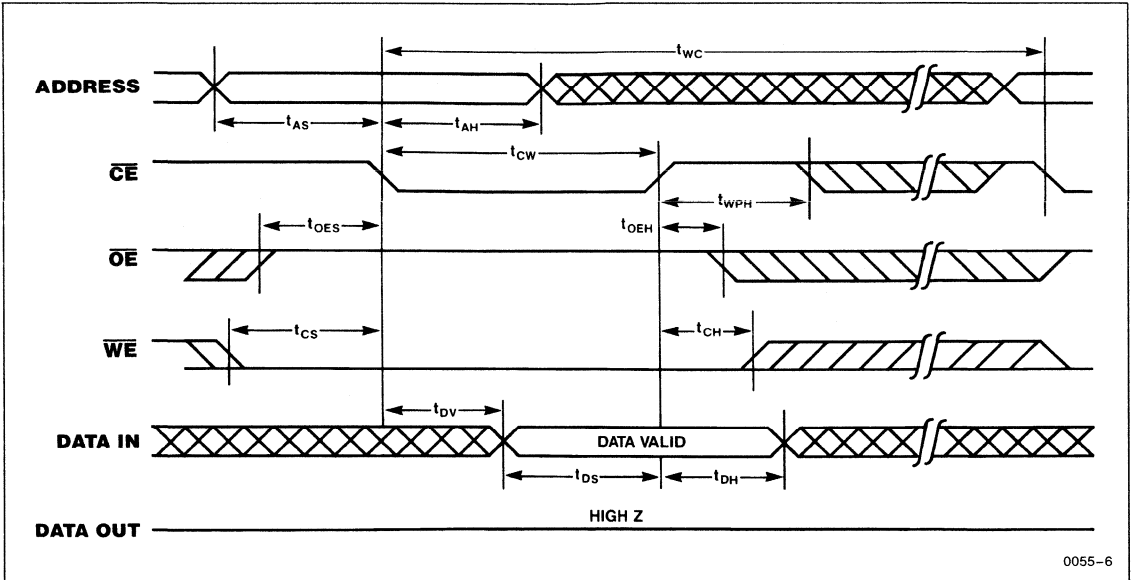 tWC
ADDRESS
tAS
tAH
tCW
CE
tWPH
tOES
tOEH
OE
tCS
tCH
WE
tDV
DATA IN
DATA VALID
tDS
tDH
HIGH Z
DATA OUT
0055-6